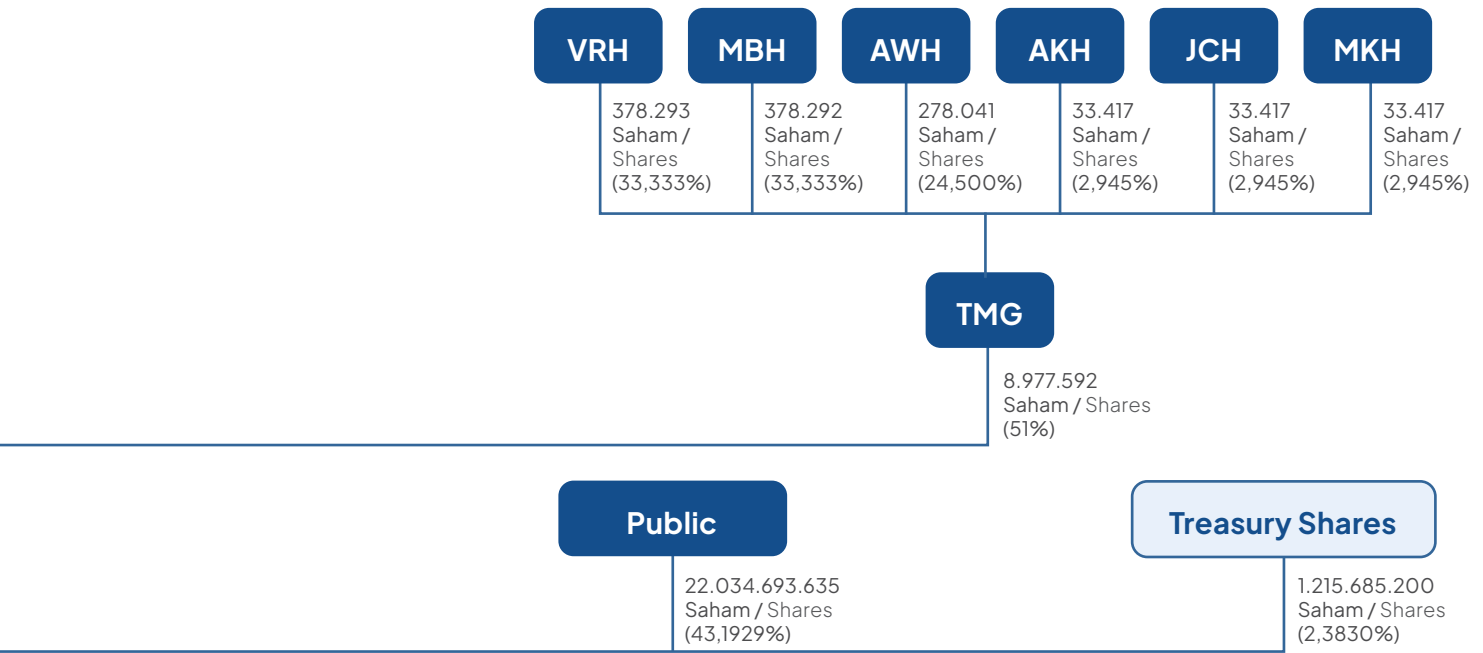 VRH
MBH
AWH
AKH
JCH
MKH
378.293
Saham /
Shares
(33,333%)
378.292
Saham /
Shares
(33,333%)
278.041
Saham /
Shares
(24,500%)
33.417
Saham /
Shares
(2,945%)
33.417
Saham /
Shares
(2,945%)
33.417
Saham /
Shares
(2,945%)
TMG
8.977.592
Saham / Shares
(51%)
Public
22.034.693.635
Saham / Shares
(43,1929%)
Treasury Shares
1.215.685.200
Saham / Shares
(2,3830%)